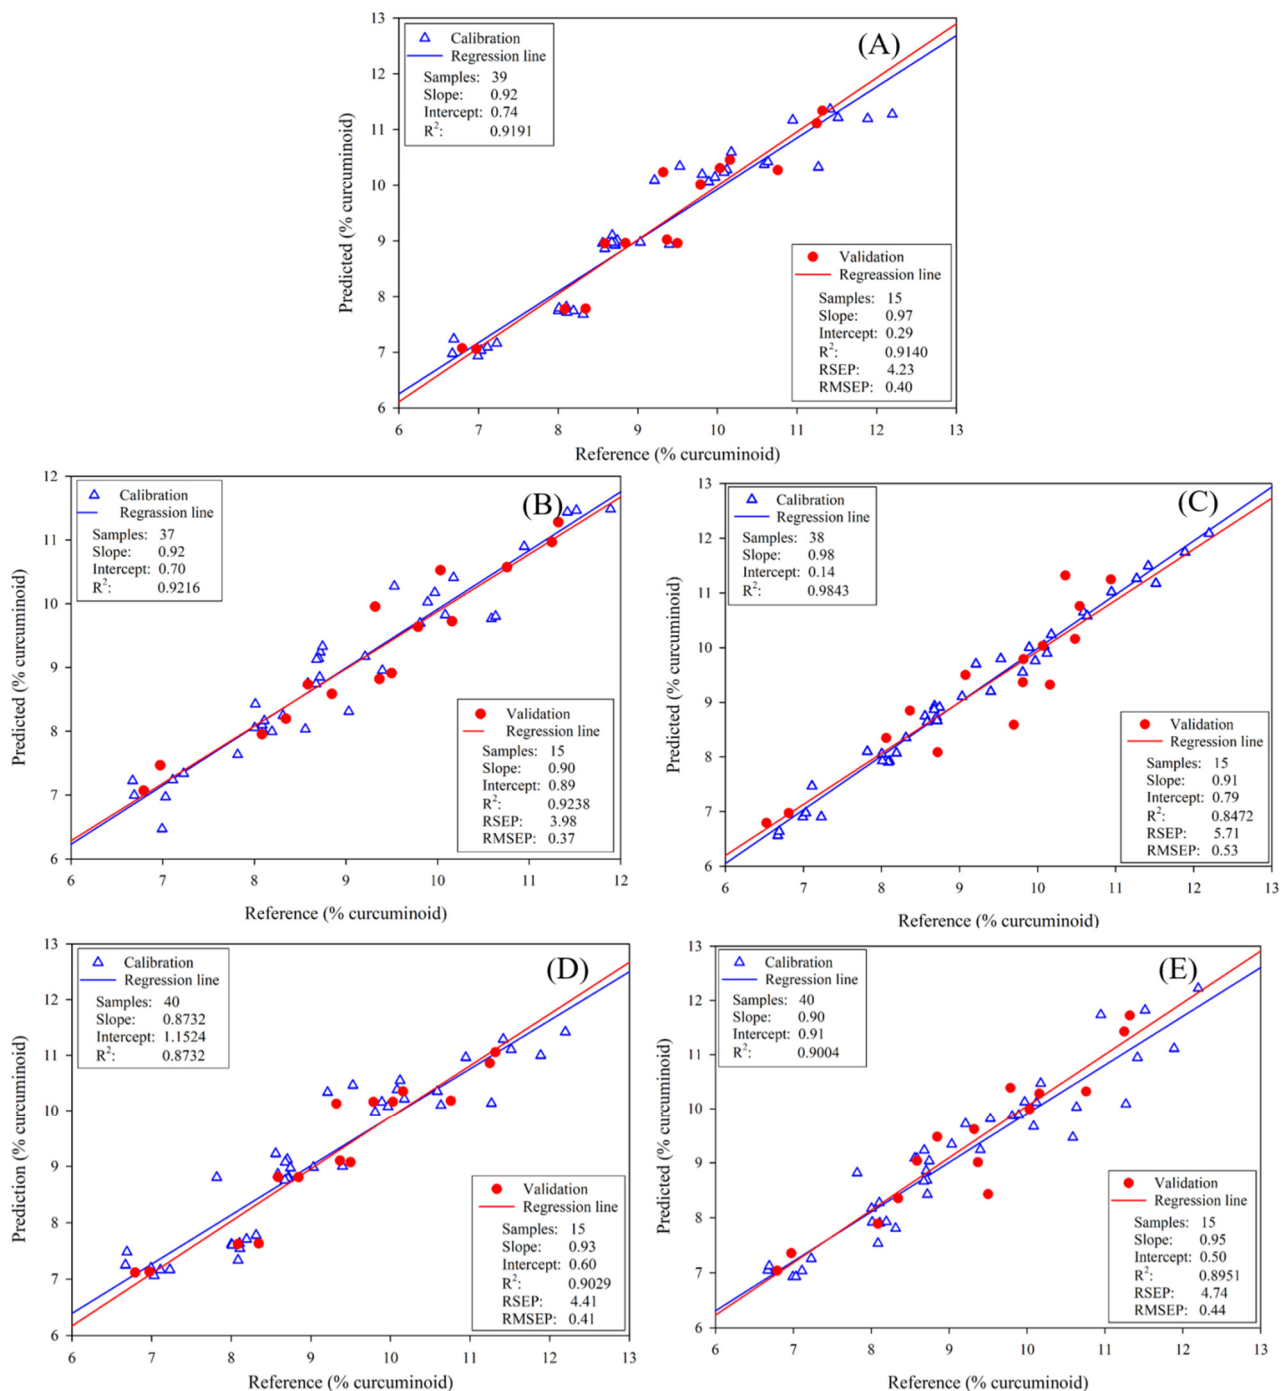 (A)
Calibration
Regression line
Samples: 39
Slope: 0.92
Intercept: 0.74
R²: 0.9191
Validation
Regreassion line
Samples: 15
Slope: 0.97
Intercept: 0.29
R²: 0.9140
RSEP: 4.23
RMSEP: 0.40
Predicted (% curcuminoid)
13
12
11
10
9
8
7
6
6 7 8 9 10 11 12 13
Reference (% curcuminoid)
(B)
Calibration
Regrassion line
Samples: 37
Slope: 0.92
Intercept: 0.70
R²: 0.9216
Validation
Regression line
Samples: 15
Slope: 0.90
Intercept: 0.89
R²: 0.9238
RSEP: 3.98
RMSEP: 0.37
Predicted (% curcuminoid)
12
11
10
9
8
7
6
6 7 8 9 10 11 12
Reference (% curcuminoid)
(C)
Calibration
Regression line
Samples: 38
Slope: 0.98
Intercept: 0.14
R²: 0.9843
Validation
Regression line
Samples: 15
Slope: 0.91
Intercept: 0.79
R²: 0.8472
RSEP: 5.71
RMSEP: 0.53
Predicted (% curcuminoid)
13
12
11
10
9
8
7
6
6 7 8 9 10 11 12 13
Reference (% curcuminoid)
(D)
Calibration
Regression line
Samples: 40
Slope: 0.8732
Intercept: 1.1524
R²: 0.8732
Validation
Regression line
Samples: 15
Slope: 0.93
Intercept: 0.60
R²: 0.9029
RSEP: 4.41
RMSEP: 0.41
Prediction (% curcuminoid)
13
12
11
10
9
8
7
6
6 7 8 9 10 11 12 13
Reference (% curcuminoid)
(E)
Calibration
Regression line
Samples: 40
Slope: 0.90
Intercept: 0.91
R²: 0.9004
Validation
Regression line
Samples: 15
Slope: 0.95
Intercept: 0.50
R²: 0.8951
RSEP: 4.74
RMSEP: 0.44
Predicted (% curcuminoid)
13
12
11
10
9
8
7
6
6 7 8 9 10 11 12 13
Reference (% curcuminoid)